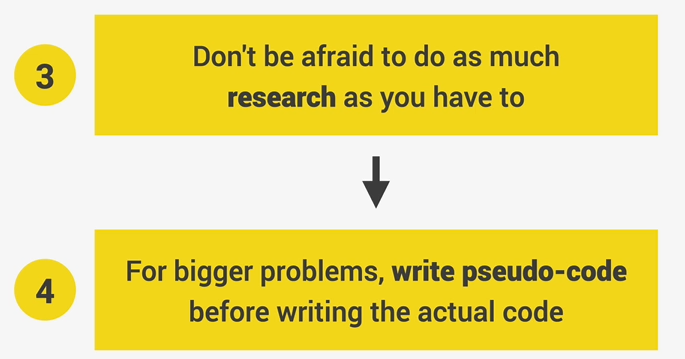 3
Don't be afraid to do as much
research as you have to
4
For bigger problems, write pseudo-code
before writing the actual code